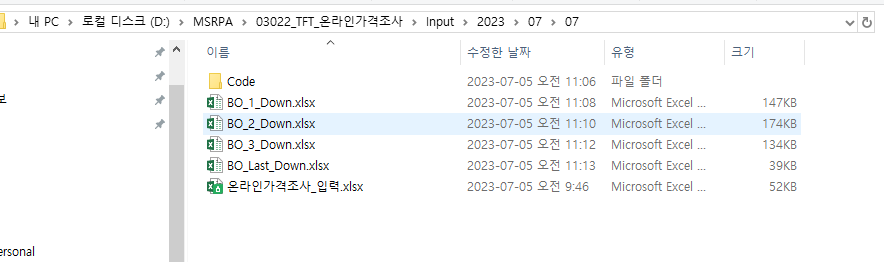 내 PC > 로컬 디스크 (D:) > MSRPA > 03022_TFT_온라인가격조사 > Input > 2023 > 07 > 07
이름 수정한 날짜 유형 크기
Code 2023-07-05 오전 11:06 파일 폴더
BO_1_Down.xlsx 2023-07-05 오전 11:08 Microsoft Excel ... 147KB
BO_2_Down.xlsx 2023-07-05 오전 11:10 Microsoft Excel ... 174KB
BO_3_Down.xlsx 2023-07-05 오전 11:12 Microsoft Excel ... 134KB
BO_Last_Down.xlsx 2023-07-05 오전 11:13 Microsoft Excel ... 39KB
온라인가격조사_입력.xlsx 2023-07-05 오전 9:46 Microsoft Excel ... 52KB
보
ersonal